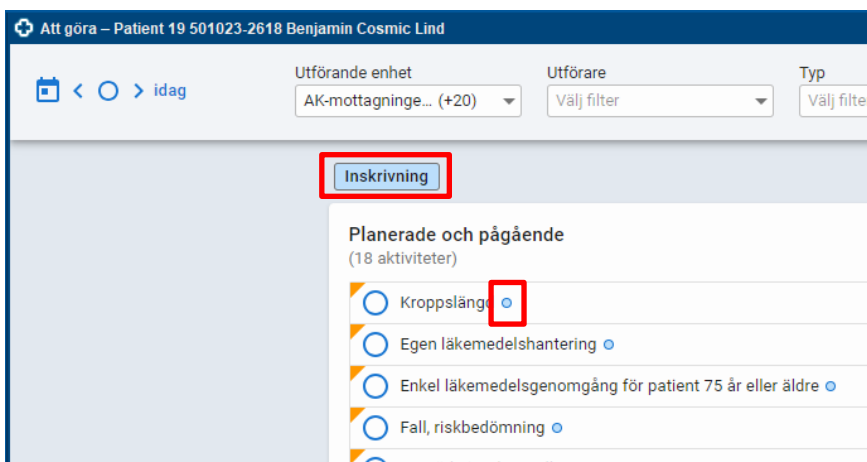 Att göra – Patient 19 501023-2618 Benjamin Cosmic Lind
Utförande enhet
Utförare
Typ
idag
AK-mottagninge... (+20)
Välj filter
Välj filte
Inskrivning
Planerade och pågående
(18 aktiviteter)
Kroppslängd
Egen läkemedelshantering
Enkel läkemedelsgenomgång för patient 75 år eller äldre
Fall, riskbedömning